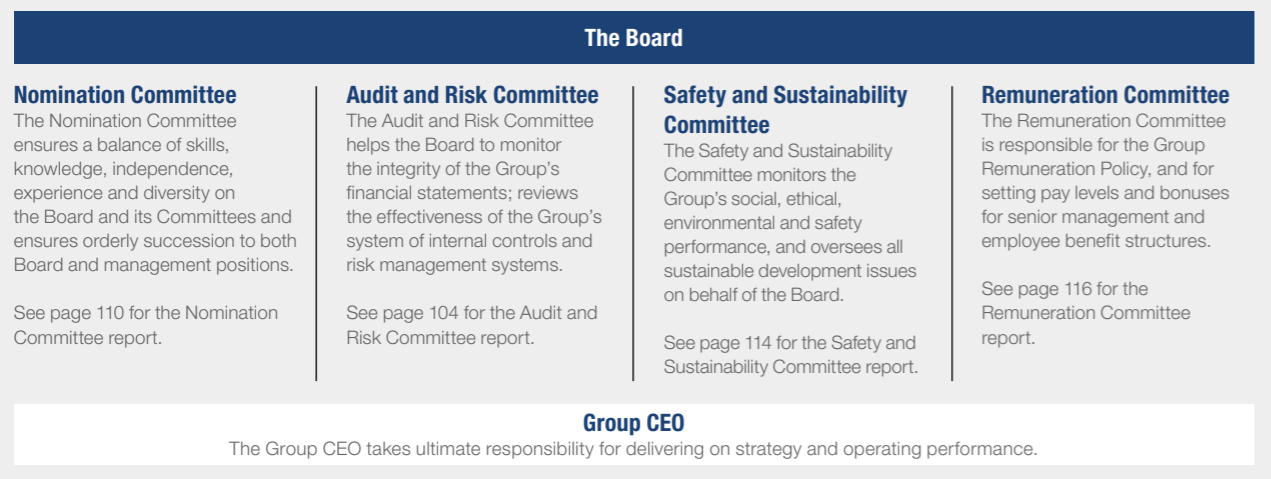 The Board
Nomination Committee
The Nomination Committee
ensures a balance of skills,
knowledge, independence,
experience and diversity on
the Board and its Committees and
ensures orderly succession to both
Board and management positions.
See page 110 for the Nomination
Committee report.
Audit and Risk Committee
The Audit and Risk Committee
helps the Board to monitor
the integrity of the Group's
financial statements; reviews
the effectiveness of the Group's
system of internal controls and
risk management systems.
See page 104 for the Audit and
Risk Committee report.
Safety and Sustainability
Committee
The Safety and Sustainability
Committee monitors the
Group's social, ethical,
environmental and safety
performance, and oversees all
sustainable development issues
on behalf of the Board.
See page 114 for the Safety and
Sustainability Committee report.
Remuneration Committee
The Remuneration Committee
is responsible for the Group
Remuneration Policy, and for
setting pay levels and bonuses
for senior management and
employee benefit structures.
See page 116 for the
Remuneration Committee
report.
Group CEO
The Group CEO takes ultimate responsibility for delivering on strategy and operating performance.